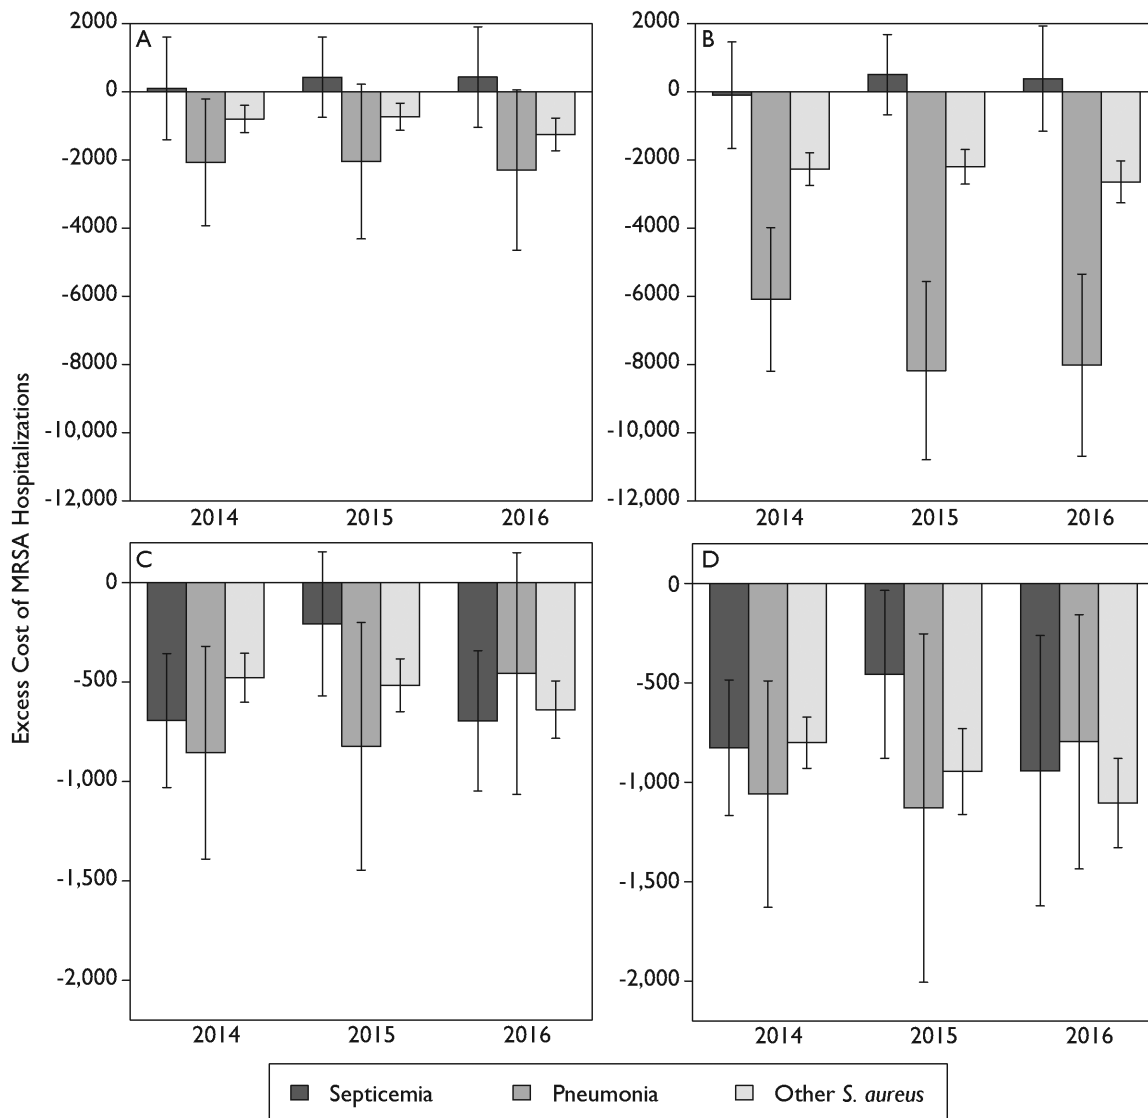 Excess Cost of MRSA Hospitalizations
A
2000
0
-2000
-4000
-6000
-8000
-10,000
-12,000
2014 2015 2016
B
2000
0
-2000
-4000
-6000
-8000
-10,000
-12,000
2014 2015 2016
C
0
-500
-1,000
-1,500
-2,000
2014 2015 2016
D
0
-500
-1,000
-1,500
-2,000
2014 2015 2016
Septicemia Pneumonia Other S. aureus